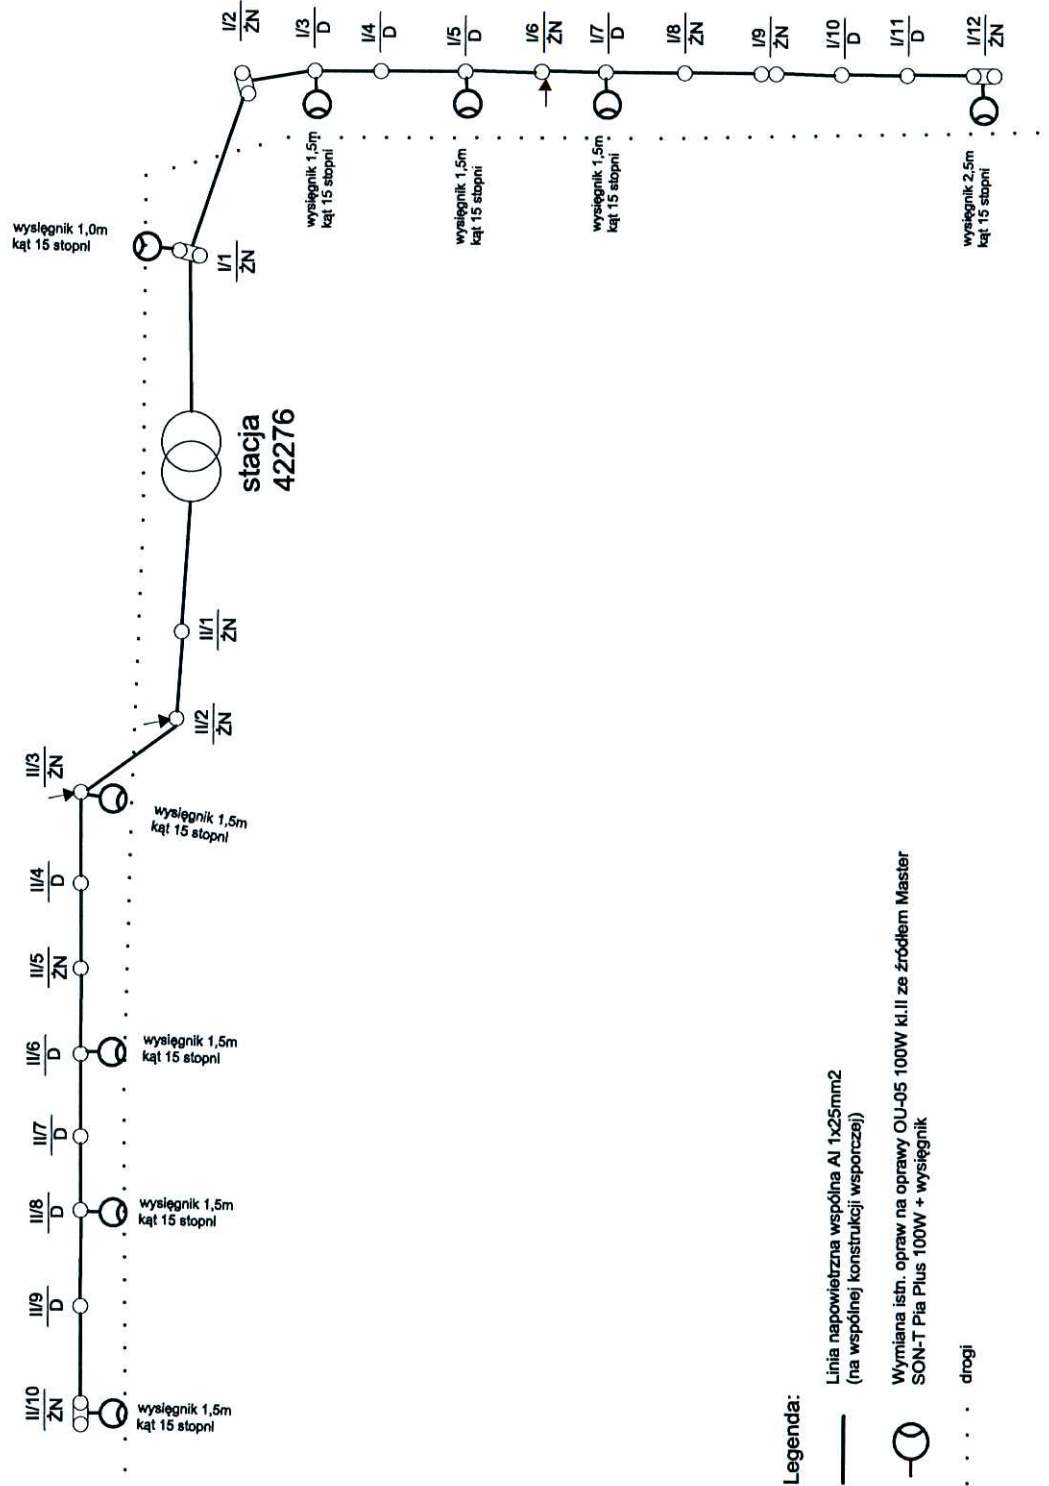 II/10
ŻN
II/9
D
II/8
D
II/7
D
II/6
D
II/5
ŻN
II/4
D
II/3
ŻN
II/2
ŻN
II/1
ŻN
wysięgnik 1,5m
kąt 15 stopni
wysięgnik 1,5m
kąt 15 stopni
wysięgnik 1,5m
kąt 15 stopni
wysięgnik 1,5m
kąt 15 stopni
stacja
42276
wysięgnik 1,0m
kąt 15 stopni
I/1
ŻN
I/2
ŻN
I/3
D
I/4
D
I/5
D
I/6
ŻN
I/7
D
I/8
ŻN
I/9
ŻN
I/10
D
I/11
D
I/12
ŻN
wysięgnik 1,5m
kąt 15 stopni
wysięgnik 1,5m
kąt 15 stopni
wysięgnik 1,5m
kąt 15 stopni
wysięgnik 2,5m
kąt 15 stopni
Legenda:
Linia napowietrzna wspólna Al 1x25mm2
(na wspólnej konstrukcji wsporczej)
Wymiana istn. opraw na oprawy OU-05 100W kl.II ze źródłem Master
SON-T Pia Plus 100W + wysięgnik
drogi